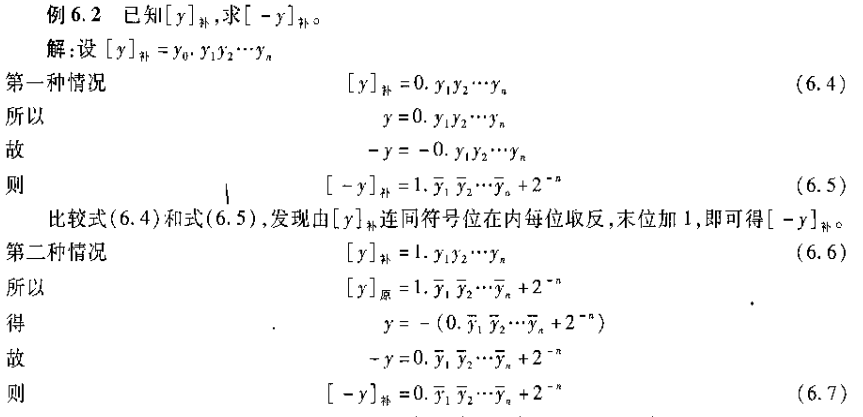 例6.2 已知[y]补,求[-y]补。
解:设 [y]补=y₀. y₁y₂…yₙ
第一种情况 [y]补=0. y₁y₂…yₙ (6.4)
所以 y=0. y₁y₂…yₙ
故 -y=-0. y₁y₂…yₙ
则 [-y]补=1. ȳ₁ ȳ₂…ȳₙ+2⁻ⁿ (6.5)
比较式(6.4)和式(6.5),发现由[y]补连同符号位在内每位取反,末位加1,即可得[-y]补。
第二种情况 [y]补=1. y₁y₂…yₙ (6.6)
所以 [y]原=1. ȳ₁ ȳ₂…ȳₙ+2⁻ⁿ
得 y=-(0. ȳ₁ ȳ₂…ȳₙ+2⁻ⁿ)
故 -y=0. ȳ₁ ȳ₂…ȳₙ+2⁻ⁿ
则 [-y]补=0. ȳ₁ ȳ₂…ȳₙ+2⁻ⁿ (6.7)